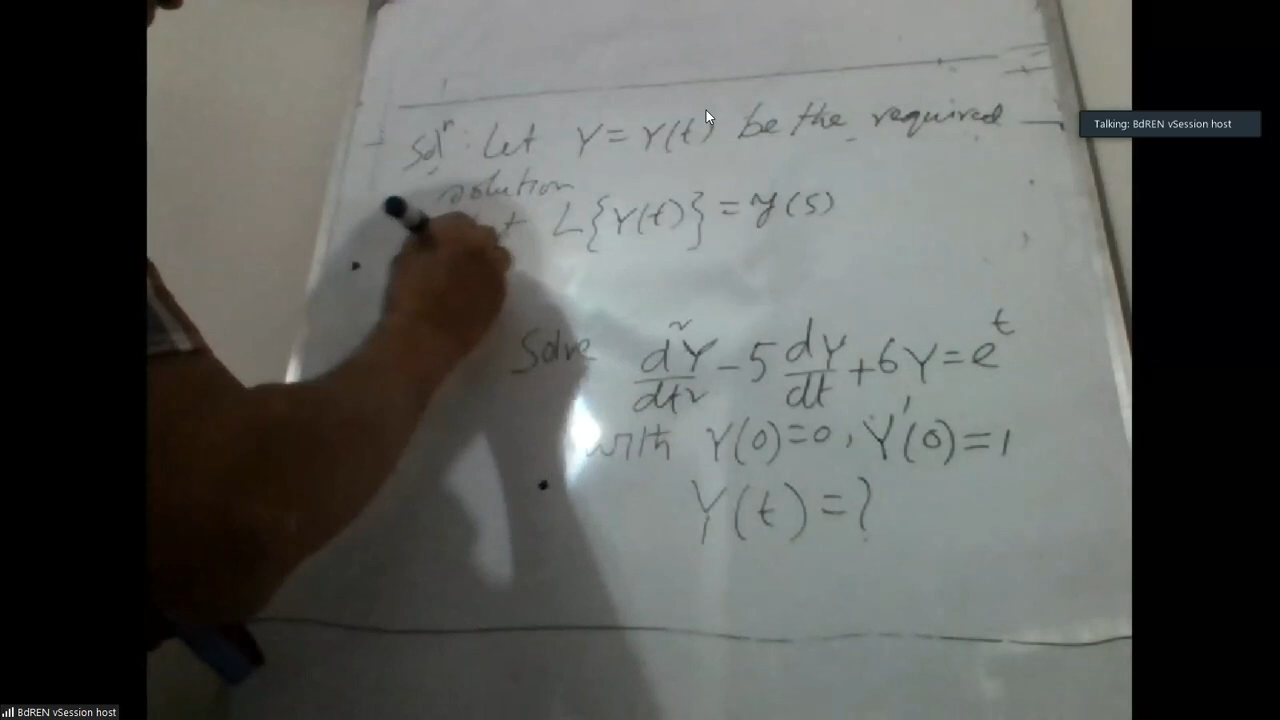 Solⁿ: Let Y = Y(t) be the required
solution
L{Y(t)} = y(s)
Solve d²Y/dt² - 5 dY/dt + 6Y = e^t
with Y(0)=0, Y'(0)=1
Y(t)=?
Talking: BdREN vSession host
BdREN vSession host